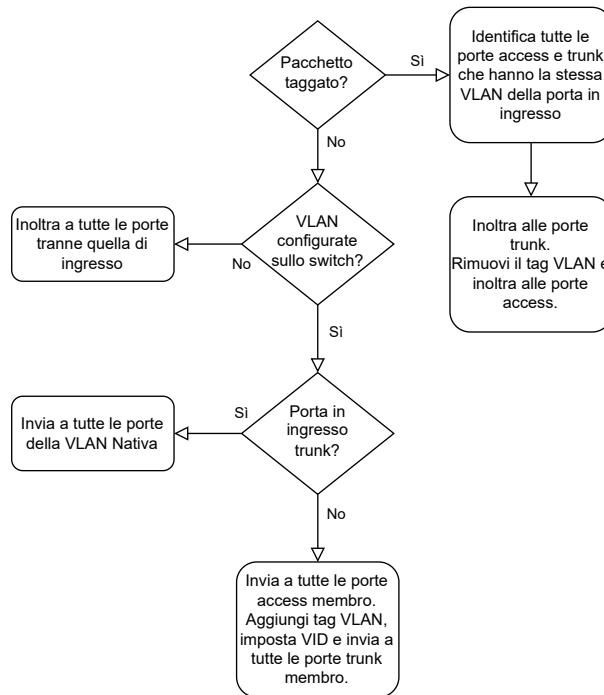 Pacchetto
taggato?
Sì
Identifica tutte le
porte access e trunk
che hanno la stessa
VLAN della porta in
ingresso
No
Inoltra alle porte
trunk.
Rimuovi il tag VLAN e
inoltra alle porte
access.
VLAN
configurate
sullo switch?
No
Inoltra a tutte le porte
tranne quella di
ingresso
Sì
Porta in
ingresso
trunk?
Sì
Invia a tutte le porte
della VLAN Nativa
No
Invia a tutte le porte
access membro.
Aggiungi tag VLAN,
imposta VID e invia a
tutte le porte trunk
membro.